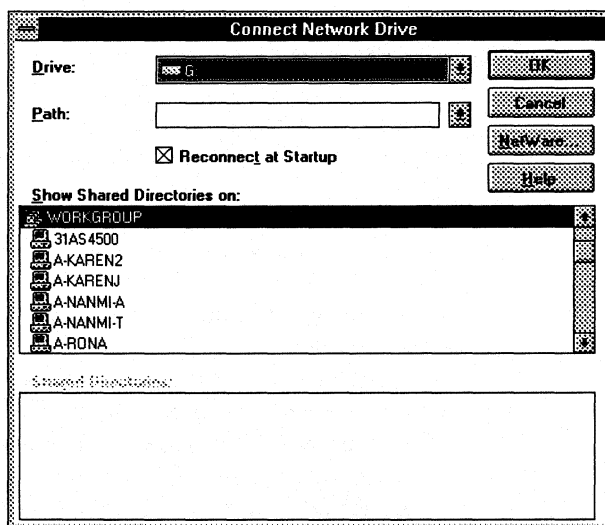 Connect Network Drive
Drive:
G
OK
Path:
Cancel
Reconnect at Startup
NetWare...
Help
Show Shared Directories on:
WORKGROUP
31AS4500
A-KAREN2
A-KARENJ
A-NANMI-A
A-NANMI-T
A-RONA
Shared Directories: